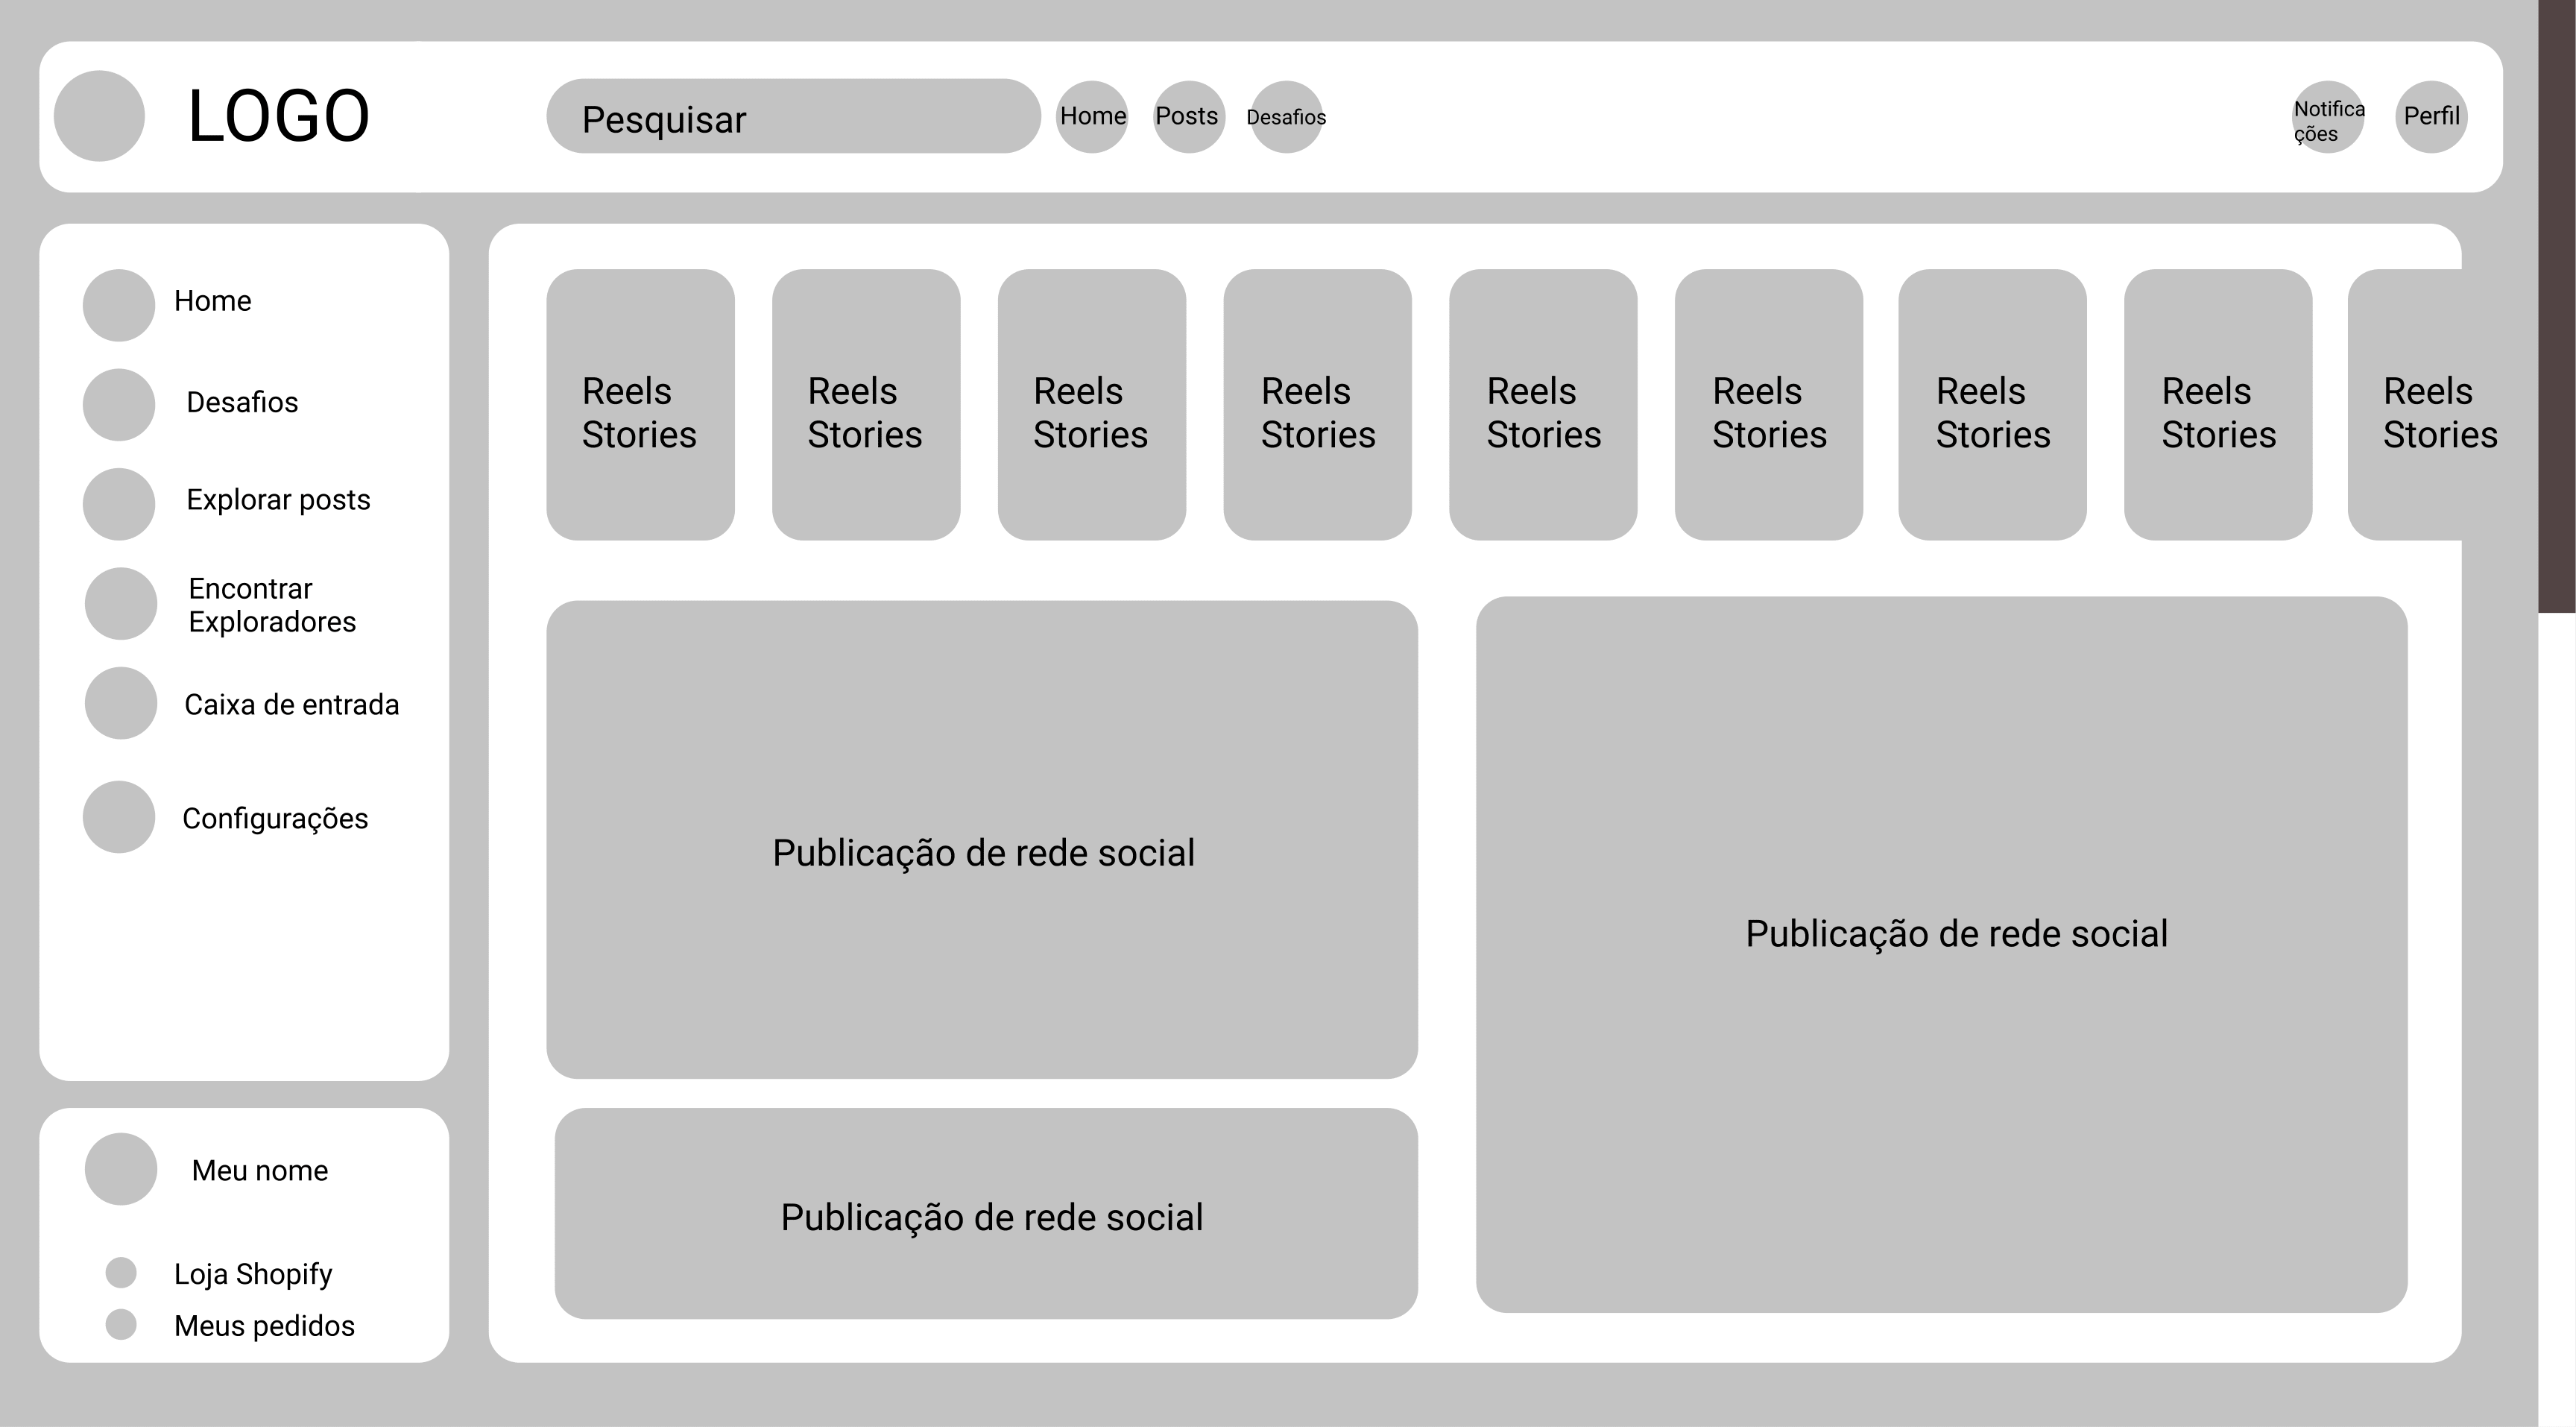 LOGO
Pesquisar
Home
Posts
Desafios
Notifica
ções
Perfil
Home
Desafios
Explorar posts
Encontrar
Exploradores
Caixa de entrada
Configurações
Meu nome
Loja Shopify
Meus pedidos
Reels
Stories
Reels
Stories
Reels
Stories
Reels
Stories
Reels
Stories
Reels
Stories
Reels
Stories
Reels
Stories
Reels
Stories
Publicação de rede social
Publicação de rede social
Publicação de rede social